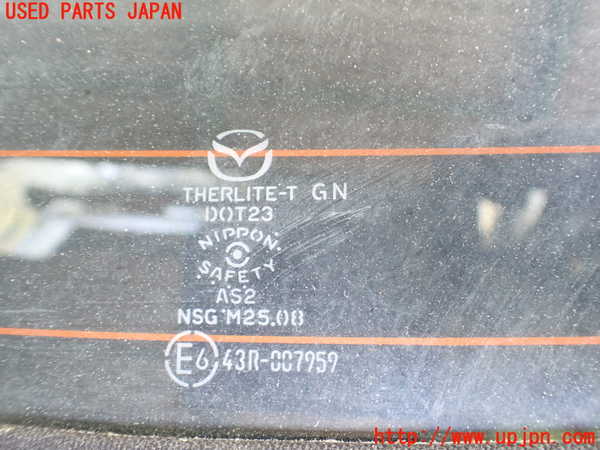 USED PARTS JAPAN
THERLITE-T GN
DOT23
NIPPON
SAFETY
AS2
NSG M25.08
E6 43R-007959
http://www.upjpn.com/